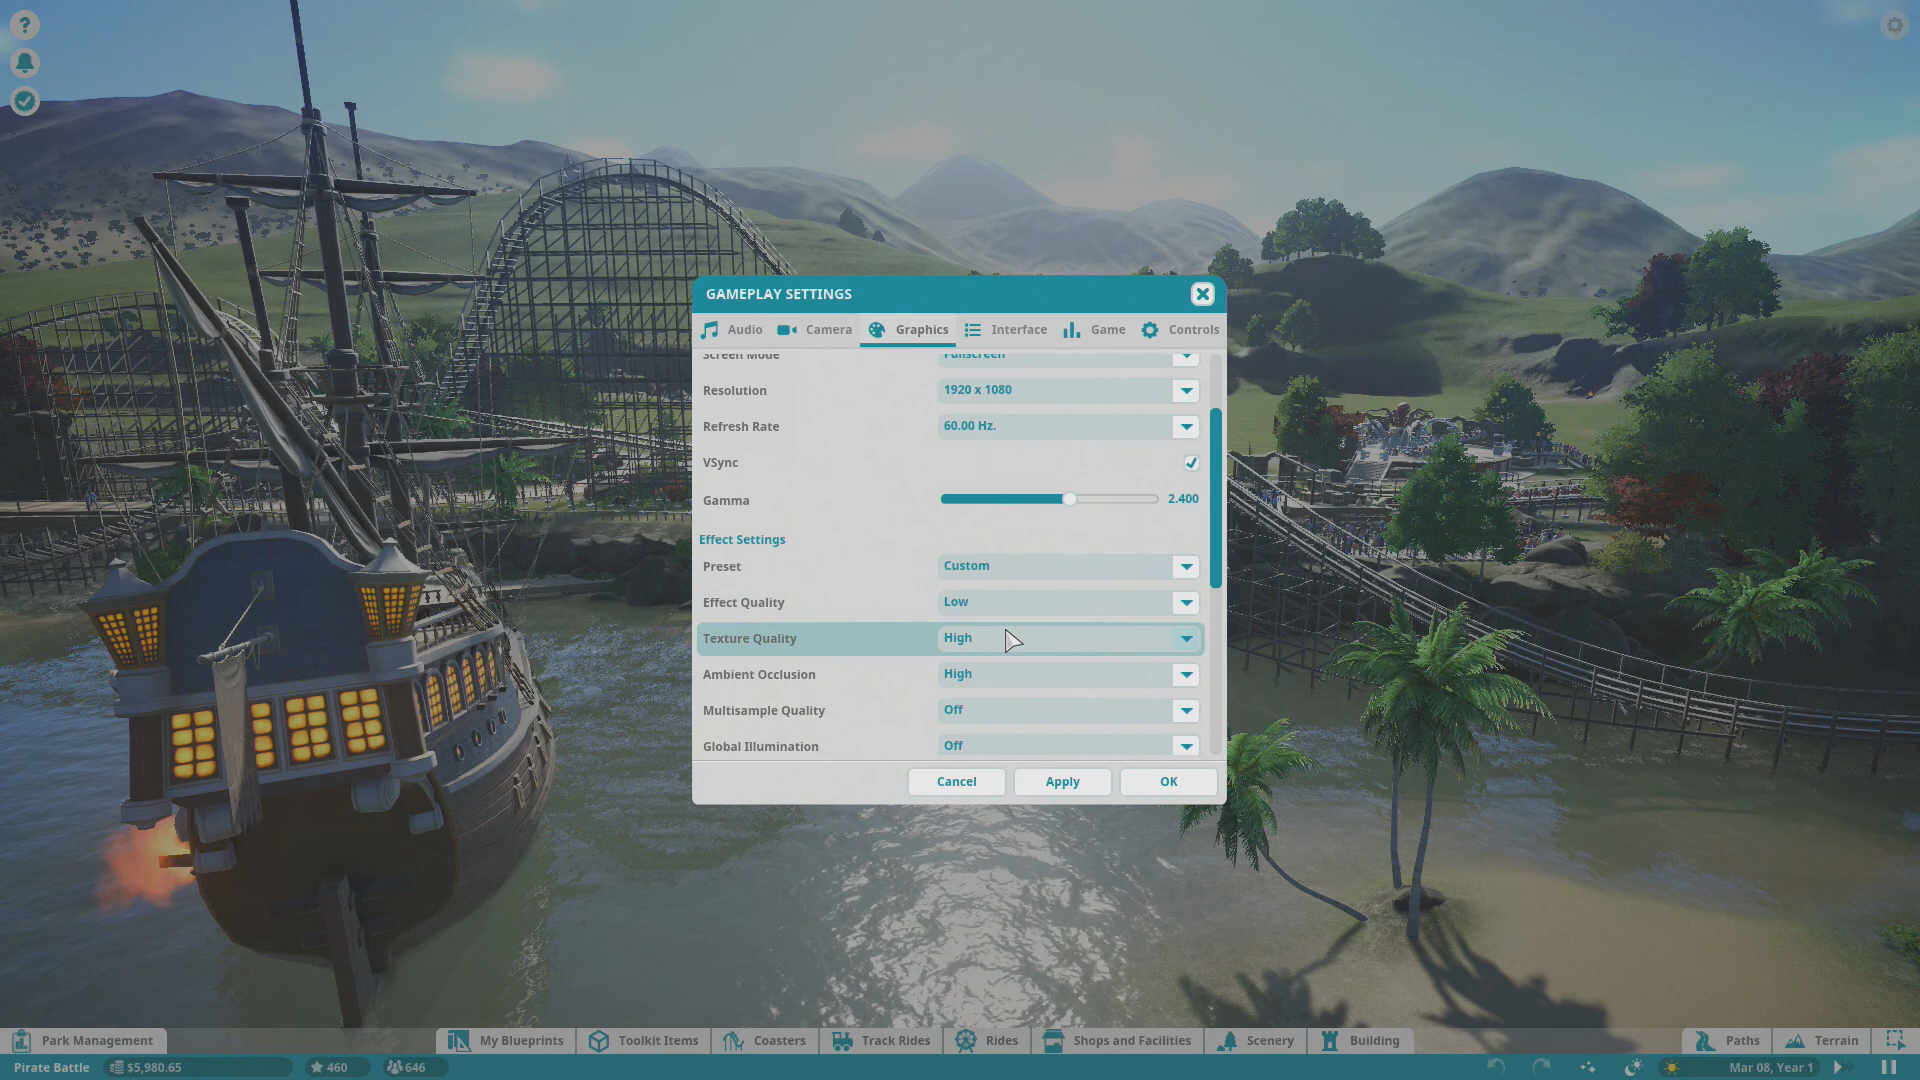 GAMEPLAY SETTINGS
Audio Camera Graphics Interface Game Controls
Screen Mode Fullscreen
Resolution 1920 x 1080
Refresh Rate 60.00 Hz.
VSync
Gamma 2.400
Effect Settings
Preset Custom
Effect Quality Low
Texture Quality High
Ambient Occlusion High
Multisample Quality Off
Global Illumination Off
Cancel Apply OK
Park Management My Blueprints Toolkit Items Coasters Track Rides Rides Shops and Facilities Scenery Building Paths Terrain
Pirate Battle $5,980.65 460 646 Mar 08, Year 1